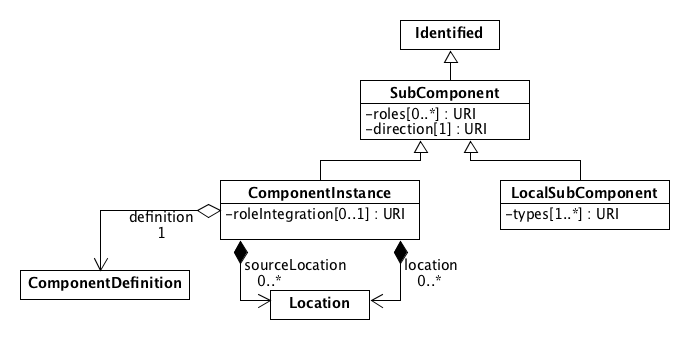 Identified
SubComponent
-roles[0..*] : URI
-direction[1] : URI
ComponentInstance
-roleIntegration[0..1] : URI
LocalSubComponent
-types[1..*] : URI
definition
1
sourceLocation
0..*
location
0..*
ComponentDefinition
Location